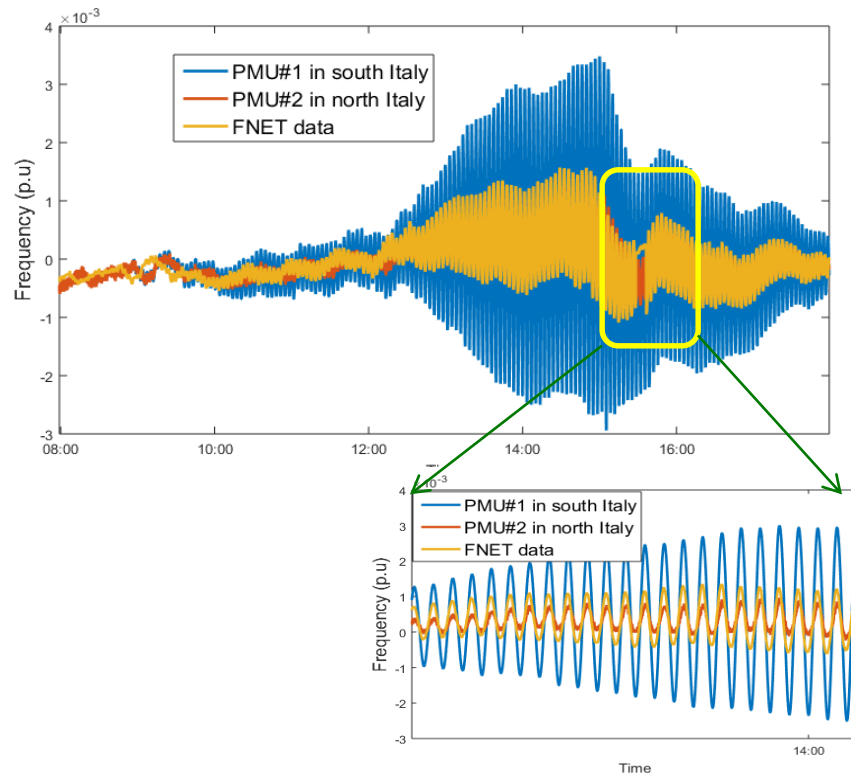 ×10-3
4
3
2
1
0
-1
-2
-3
Frequency (p.u)
PMU#1 in south Italy
PMU#2 in north Italy
FNET data
08:00 10:00 12:00 14:00 16:00
4
3
2
1
0
-1
-2
-3
Frequency (p.u)
PMU#1 in south Italy
PMU#2 in north Italy
FNET data
14:00
Time